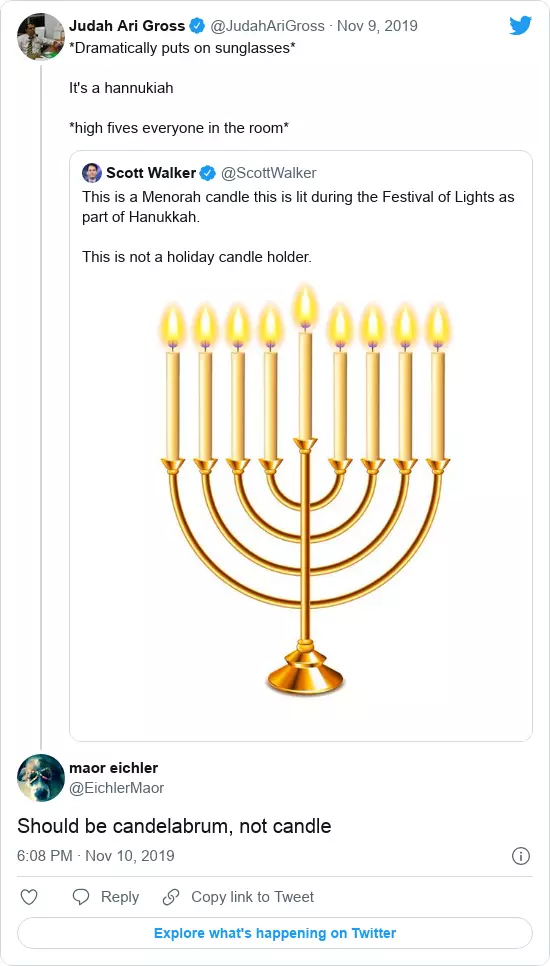 Judah Ari Gross @JudahAriGross · Nov 9, 2019
*Dramatically puts on sunglasses*
It's a hannukiah
*high fives everyone in the room*
Scott Walker @ScottWalker
This is a Menorah candle this is lit during the Festival of Lights as
part of Hanukkah.
This is not a holiday candle holder.
maor eichler
@EichlerMaor
Should be candelabrum, not candle
6:08 PM · Nov 10, 2019
Reply
Copy link to Tweet
Explore what's happening on Twitter